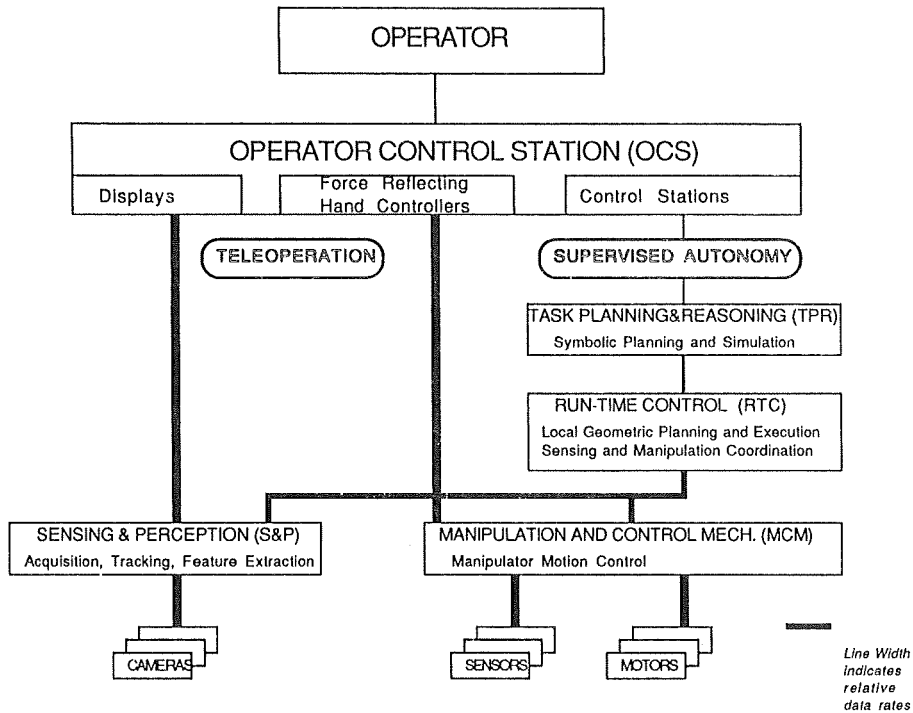 OPERATOR
OPERATOR CONTROL STATION (OCS)
Displays
Force Reflecting
Hand Controllers
Control Stations
TELEOPERATION
SUPERVISED AUTONOMY
TASK PLANNING&REASONING (TPR)
Symbolic Planning and Simulation
RUN-TIME CONTROL (RTC)
Local Geometric Planning and Execution
Sensing and Manipulation Coordination
SENSING & PERCEPTION (S&P)
Acquisition, Tracking, Feature Extraction
MANIPULATION AND CONTROL MECH. (MCM)
Manipulator Motion Control
CAMERAS
SENSORS
MOTORS
Line Width
indicates
relative
data rates